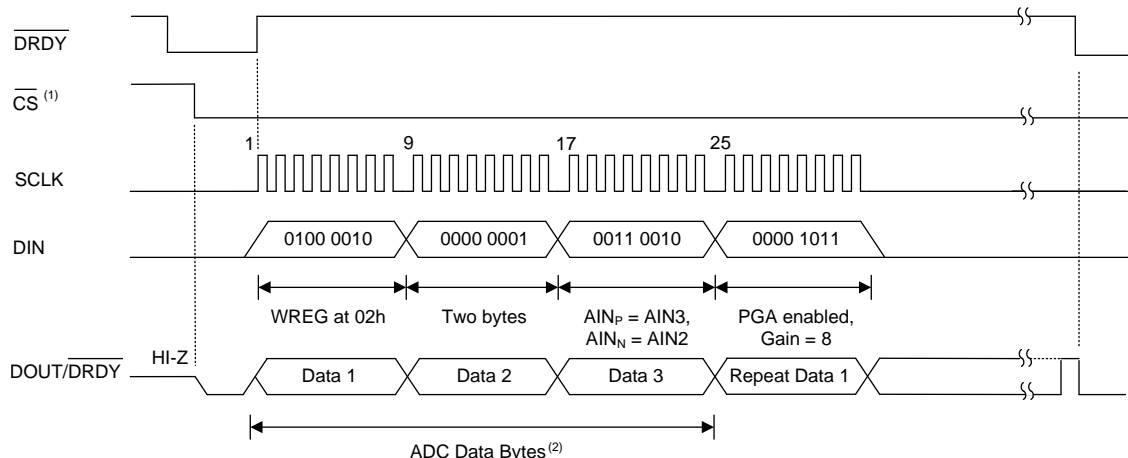 DRDY
CS (1)
1 9 17 25
SCLK
DIN 0100 0010 0000 0001 0011 0010 0000 1011
WREG at 02h Two bytes AINP = AIN3, PGA enabled,
AINN = AIN2 Gain = 8
HI-Z
DOUT/DRDY Data 1 Data 2 Data 3 Repeat Data 1
ADC Data Bytes(2)